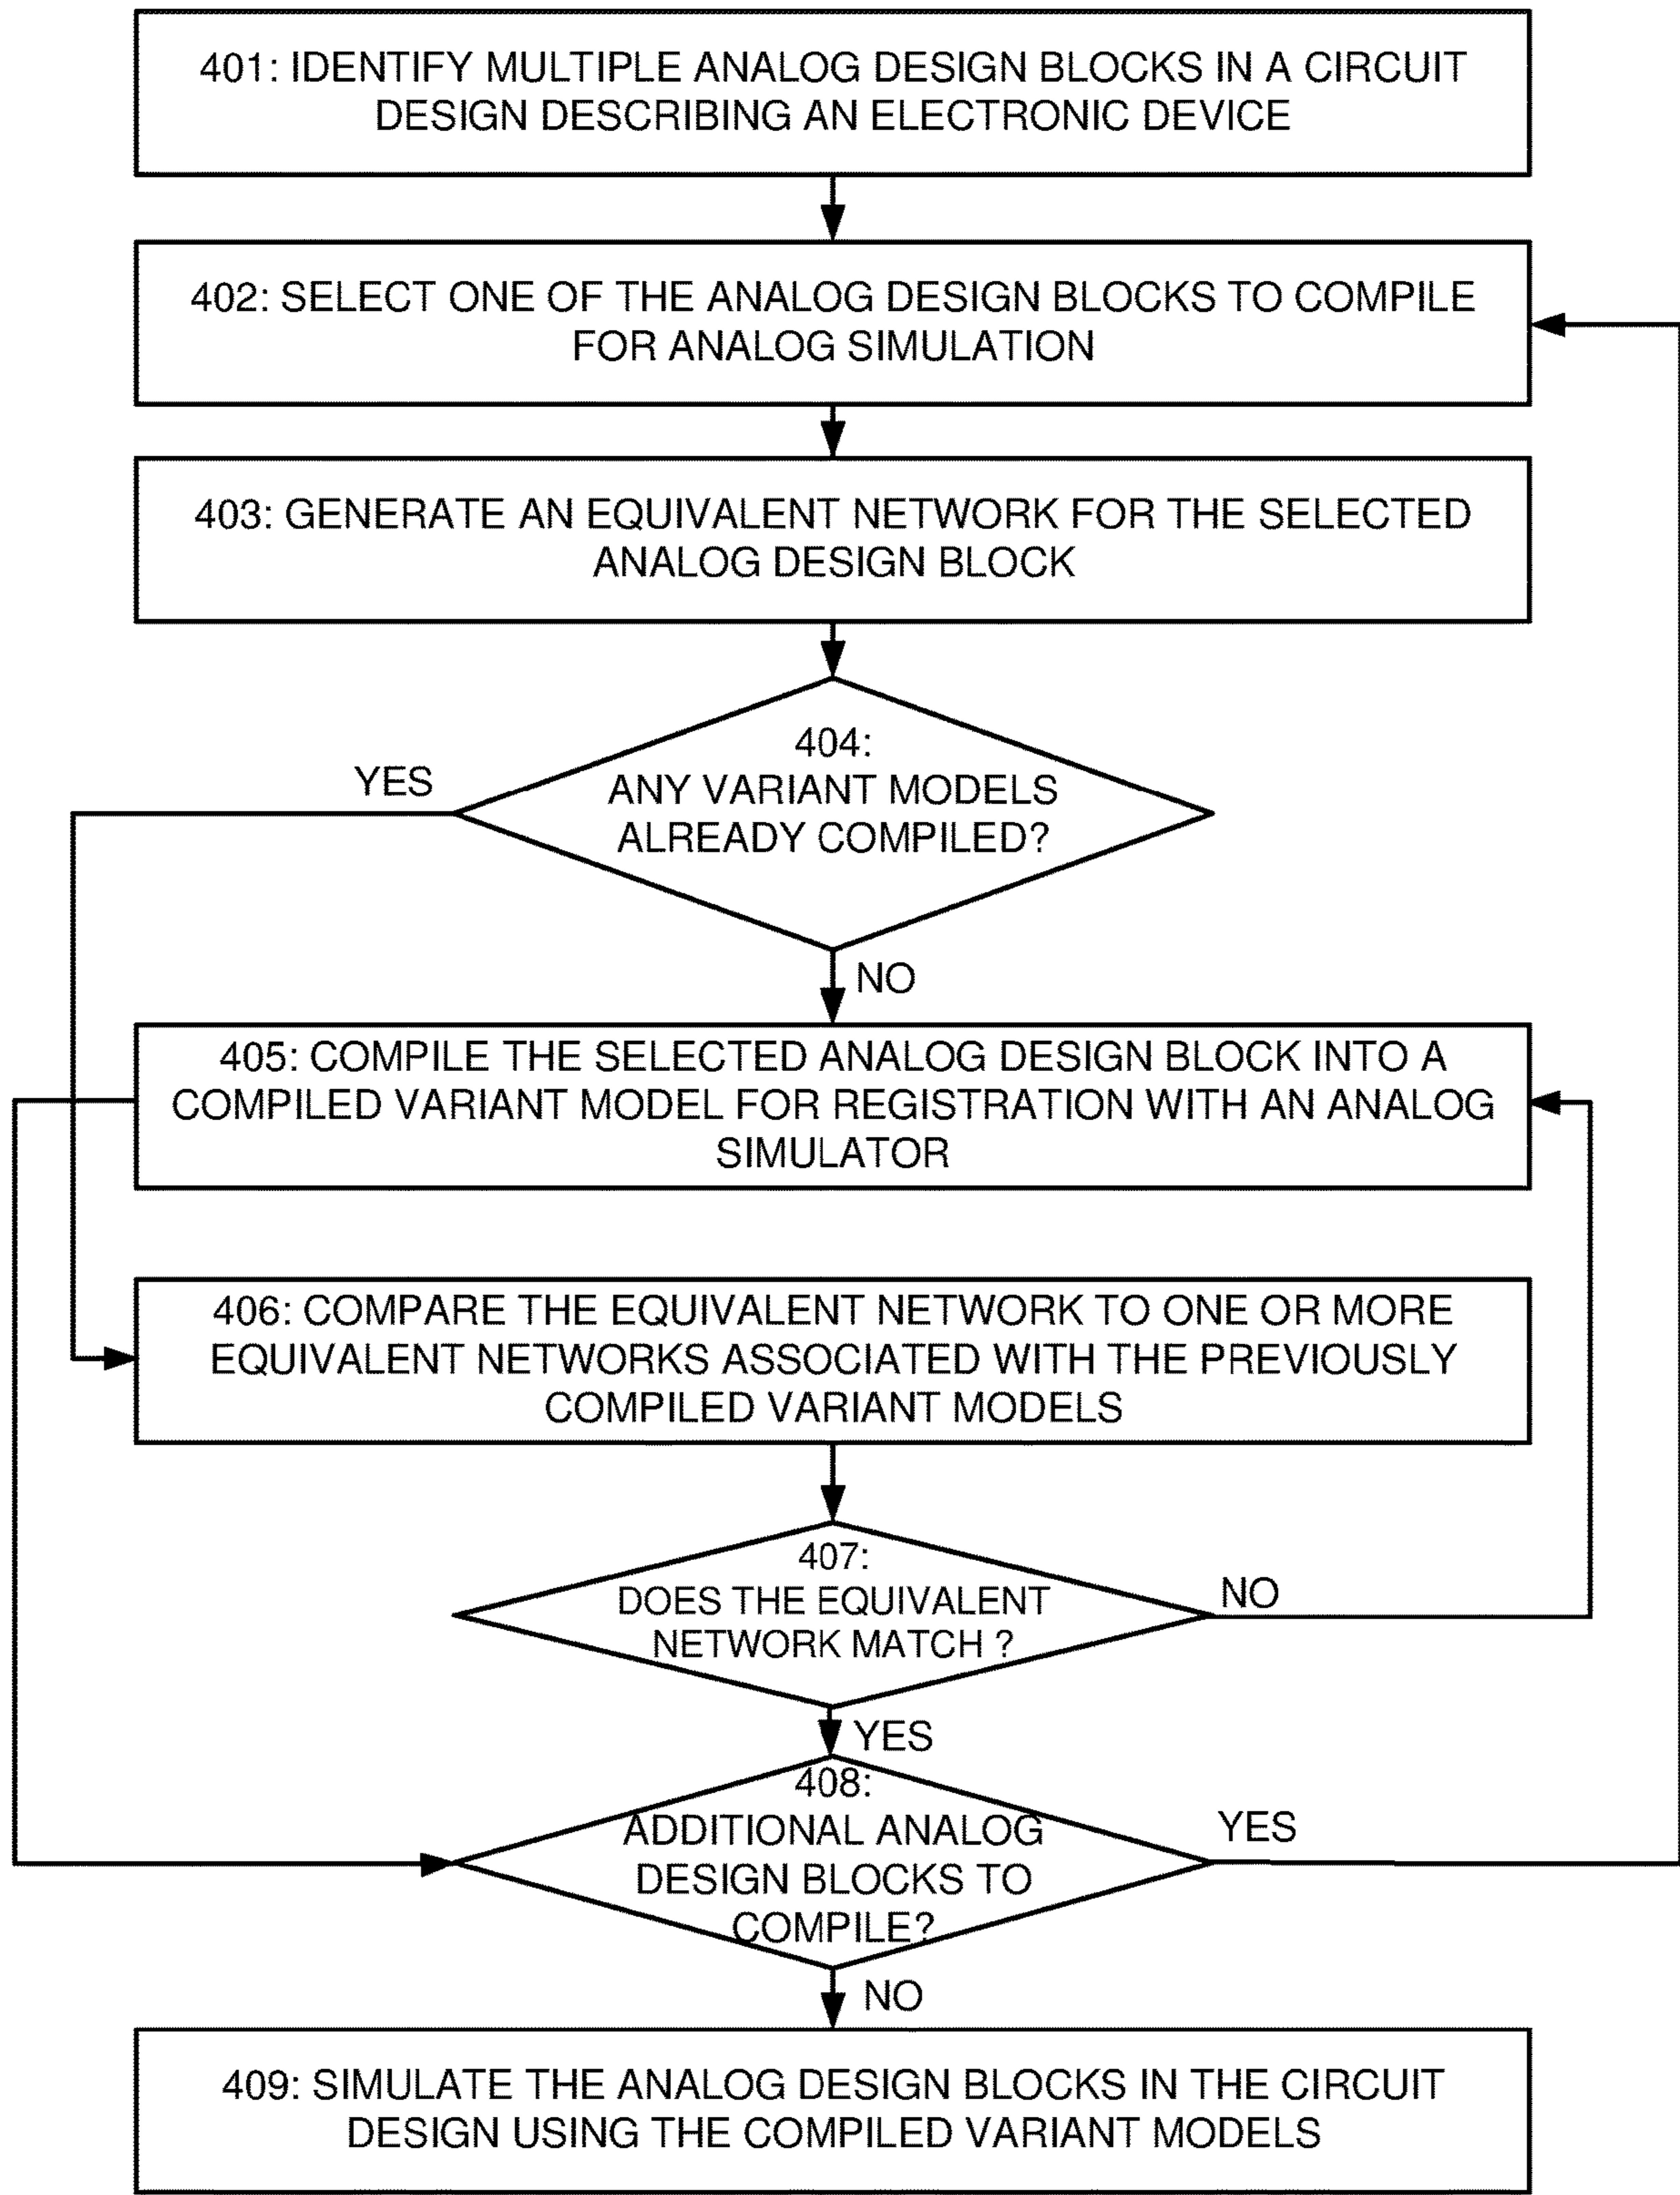 401: IDENTIFY MULTIPLE ANALOG DESIGN BLOCKS IN A CIRCUIT
DESIGN DESCRIBING AN ELECTRONIC DEVICE
402: SELECT ONE OF THE ANALOG DESIGN BLOCKS TO COMPILE
FOR ANALOG SIMULATION
403: GENERATE AN EQUIVALENT NETWORK FOR THE SELECTED
ANALOG DESIGN BLOCK
404:
YES
ANY VARIANT MODELS
ALREADY COMPILED?
NO
405: COMPILE THE SELECTED ANALOG DESIGN BLOCK INTO A
COMPILED VARIANT MODEL FOR REGISTRATION WITH AN ANALOG
SIMULATOR
406: COMPARE THE EQUIVALENT NETWORK TO ONE OR MORE
EQUIVALENT NETWORKS ASSOCIATED WITH THE PREVIOUSLY
COMPILED VARIANT MODELS
407:
DOES THE EQUIVALENT
NETWORK MATCH ?
NO
YES
408:
ADDITIONAL ANALOG
DESIGN BLOCKS TO
COMPILE?
YES
NO
409: SIMULATE THE ANALOG DESIGN BLOCKS IN THE CIRCUIT
DESIGN USING THE COMPILED VARIANT MODELS